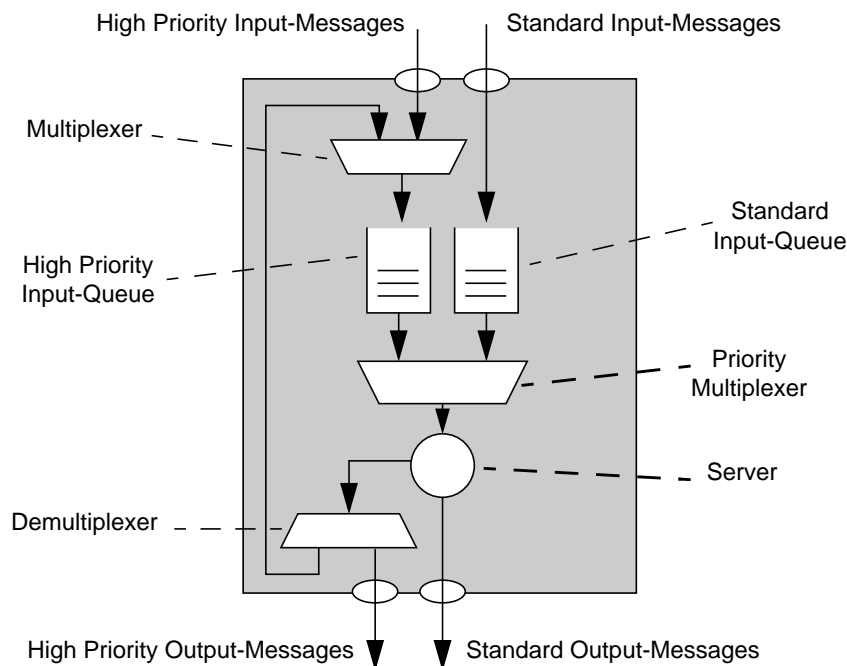 High Priority Input-Messages
Standard Input-Messages
Multiplexer
Standard
Input-Queue
High Priority
Input-Queue
Priority
Multiplexer
Server
Demultiplexer
High Priority Output-Messages
Standard Output-Messages